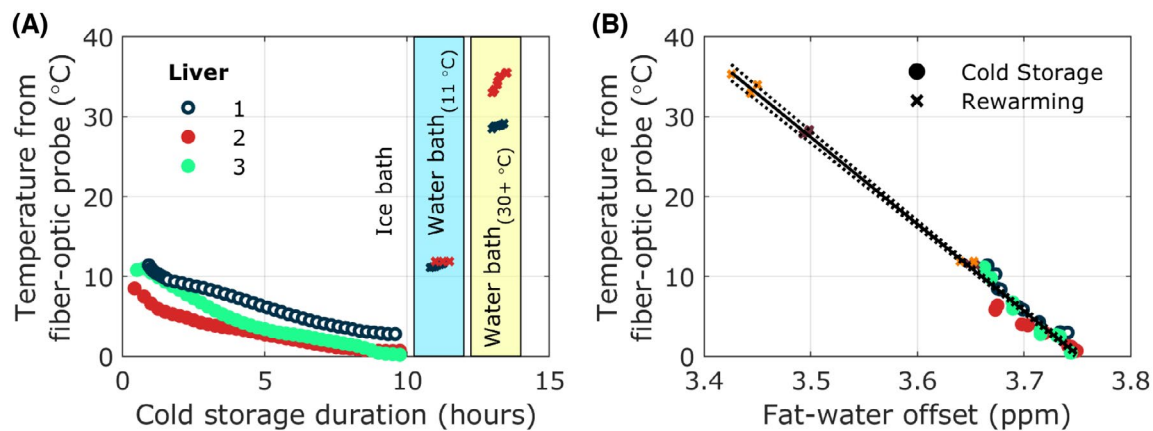 (A)
Temperature from
fiber-optic probe (°C)
40
30
20
10
0
0
5
10
15
Cold storage duration (hours)
Liver
1
2
3
Ice bath
Water bath(11 °C)
Water bath(30+ °C)
(B)
Temperature from
fiber-optic probe (°C)
40
30
20
10
0
3.4
3.5
3.6
3.7
3.8
Fat-water offset (ppm)
Cold Storage
Rewarming